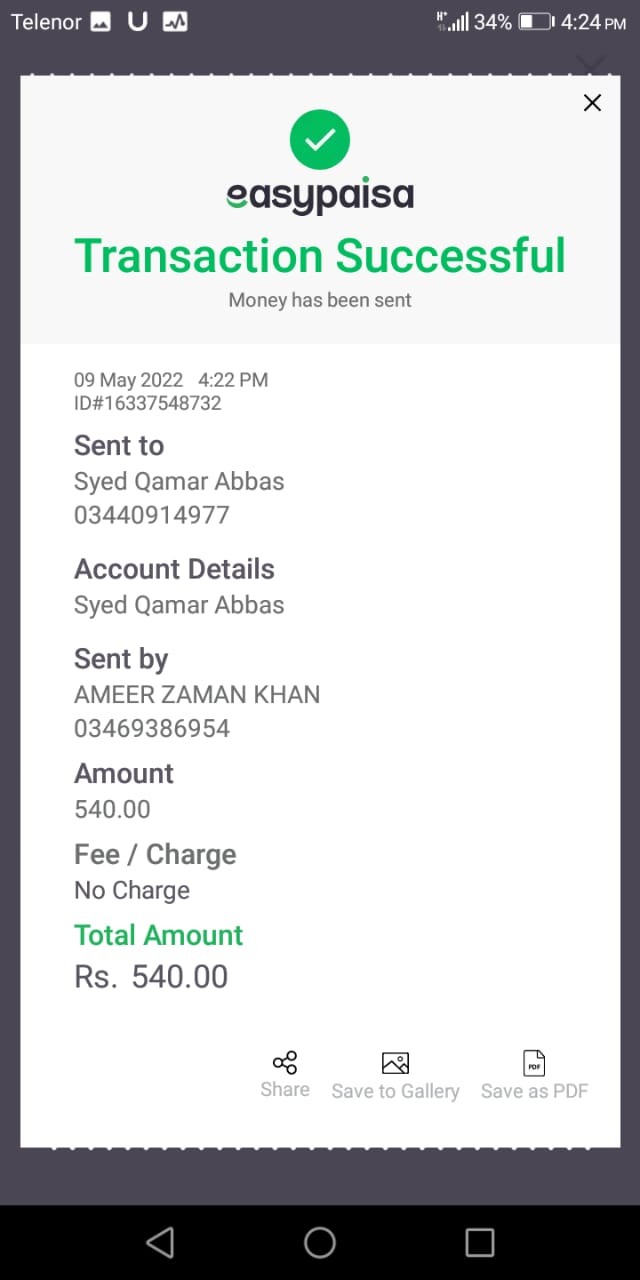 Telenor 34% 4:24 PM
easypaisa
Transaction Successful
Money has been sent
09 May 2022 4:22 PM
ID#16337548732
Sent to
Syed Qamar Abbas
03440914977
Account Details
Syed Qamar Abbas
Sent by
AMEER ZAMAN KHAN
03469386954
Amount
540.00
Fee / Charge
No Charge
Total Amount
Rs. 540.00
Share Save to Gallery Save as PDF